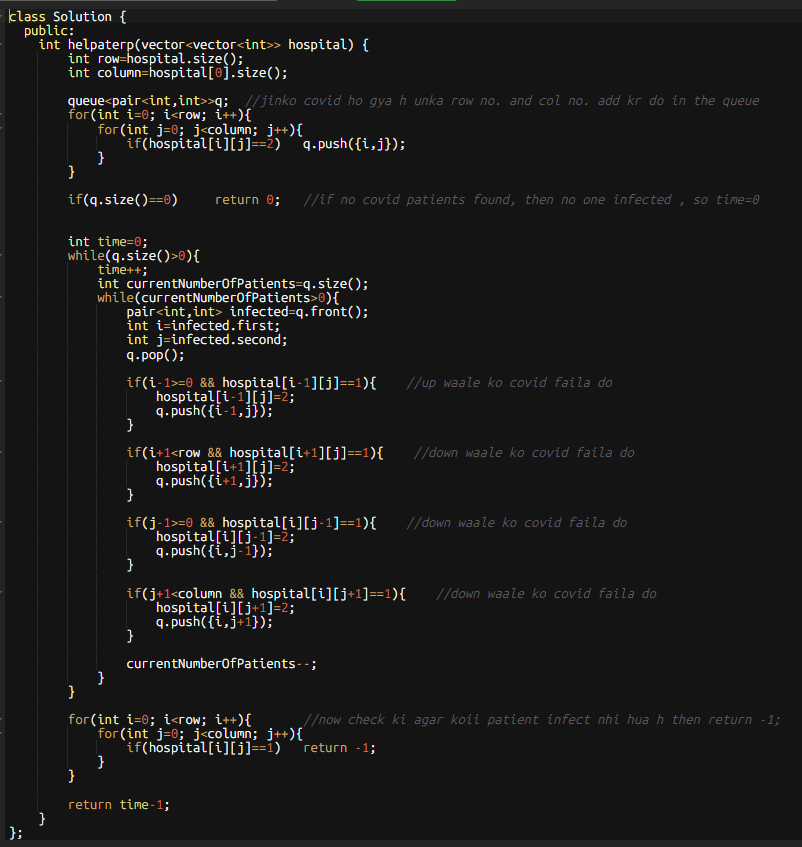 class Solution {
  public:
    int helpaterp(vector<vector<int>> hospital) {
        int row=hospital.size();
        int column=hospital[0].size();
        queue<pair<int,int>>q;  //jinko covid ho gya h unka row no. and col no. add kr do in the queue
        for(int i=0; i<row; i++){
            for(int j=0; j<column; j++){
                if(hospital[i][j]==2)   q.push({i,j});
            }
        }
        if(q.size()==0)     return 0;   //if no covid patients found, then no one infected , so time=0
        int time=0;
        while(q.size()>0){
            time++;
            int currentNumberOfPatients=q.size();
            while(currentNumberOfPatients>0){
                pair<int,int> infected=q.front();
                int i=infected.first;
                int j=infected.second;
                q.pop();
                if(i-1>=0 && hospital[i-1][j]==1){    //up waale ko covid faila do
                    hospital[i-1][j]=2;
                    q.push({i-1,j});
                }
                if(i+1<row && hospital[i+1][j]==1){    //down waale ko covid faila do
                    hospital[i+1][j]=2;
                    q.push({i+1,j});
                }
                if(j-1>=0 && hospital[i][j-1]==1){    //down waale ko covid faila do
                    hospital[i][j-1]=2;
                    q.push({i,j-1});
                }
                if(j+1<column && hospital[i][j+1]==1){    //down waale ko covid faila do
                    hospital[i][j+1]=2;
                    q.push({i,j+1});
                }
                currentNumberOfPatients--;
            }
        }
        for(int i=0; i<row; i++){       //now check ki agar koii patient infect nhi hua h then return -1;
            for(int j=0; j<column; j++){
                if(hospital[i][j]==1)   return -1;
            }
        }
        return time-1;
    }
};